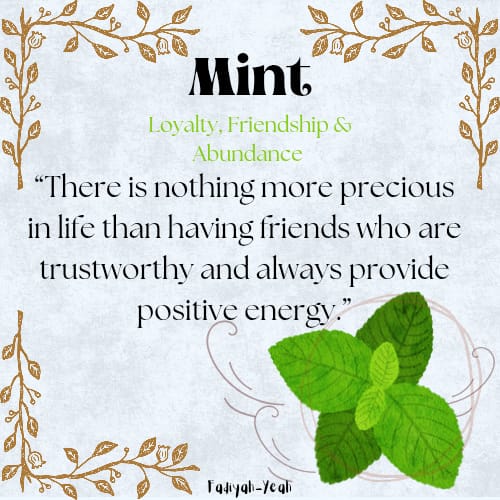 Mint
Loyalty, Friendship &
Abundance
“There is nothing more precious
in life than having friends who are
trustworthy and always provide
positive energy.”
Fadiyah-Yeah